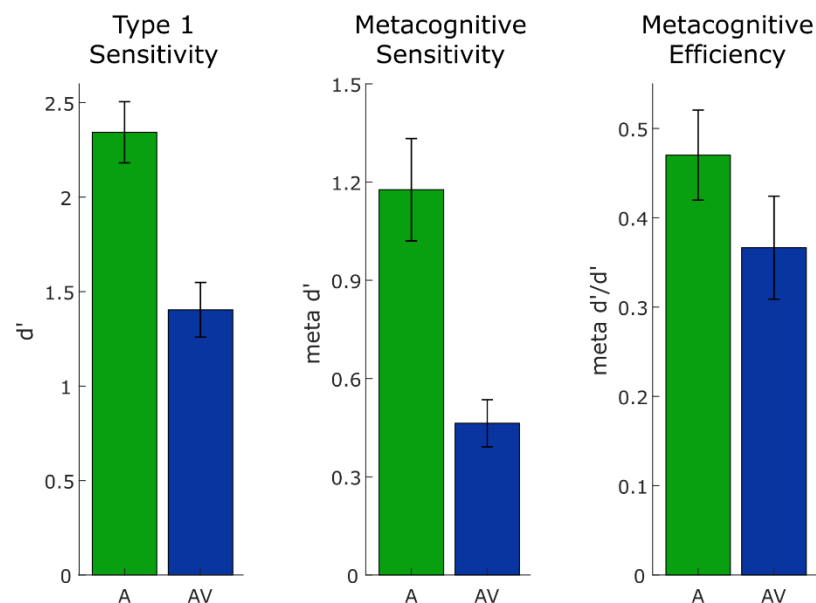 Type 1
Sensitivity
2.5
2
1.5
1
0.5
0
d'
A
AV
Metacognitive
Sensitivity
1.5
1.2
0.9
0.6
0.3
0
meta d'
A
AV
Metacognitive
Efficiency
0.5
0.4
0.3
0.2
0.1
0
meta d'/d'
A
AV